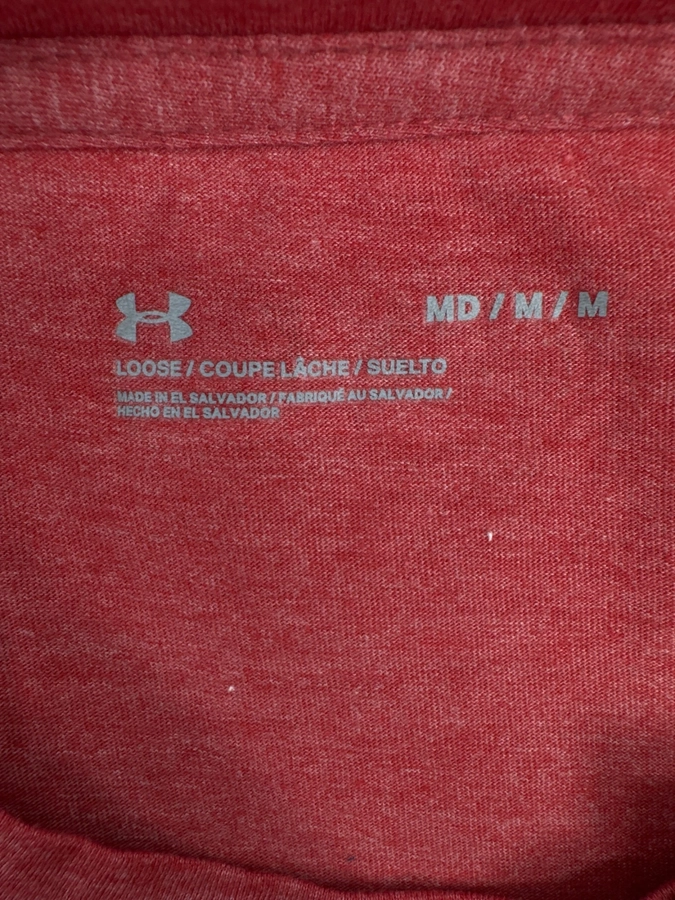 MD / M / M
LOOSE / COUPE LÂCHE / SUELTO
MADE IN EL SALVADOR / FABRIQUÉ AU SALVADOR /
HECHO EN EL SALVADOR